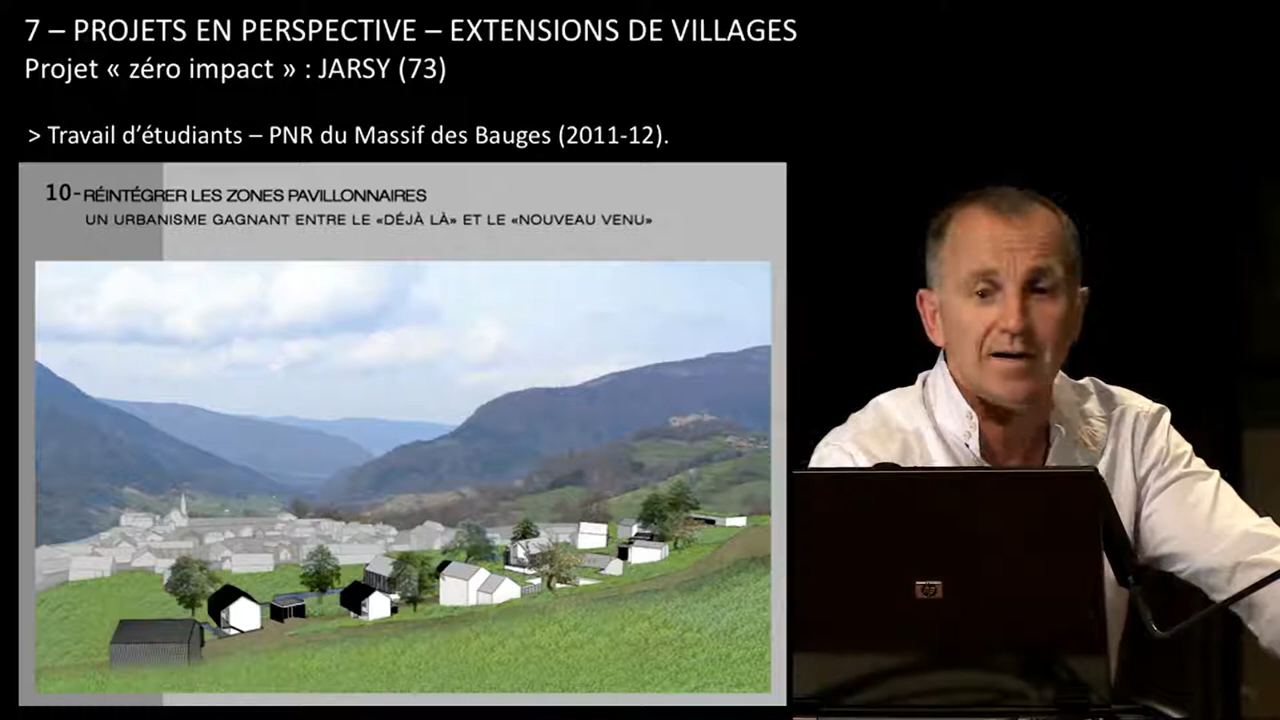 7 – PROJETS EN PERSPECTIVE – EXTENSIONS DE VILLAGES
Projet « zéro impact » : JARSY (73)
> Travail d'étudiants – PNR du Massif des Bauges (2011-12).
10- RÉINTÉGRER LES ZONES PAVILLONNAIRES
UN URBANISME GAGNANT ENTRE LE «DÉJÀ LÀ» ET LE «NOUVEAU VENU»
hp